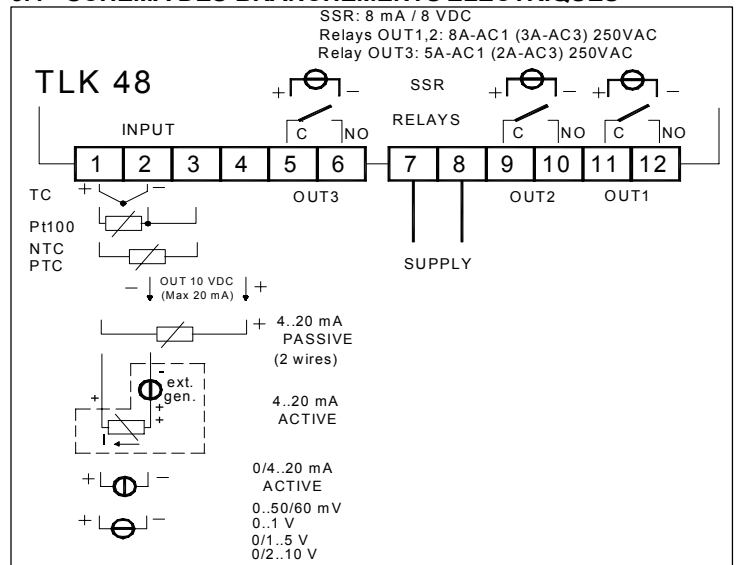 SSR: 8 mA / 8 VDC
Relays OUT1,2: 8A-AC1 (3A-AC3) 250VAC
Relay OUT3: 5A-AC1 (2A-AC3) 250VAC
TLK 48
SSR
+ − + − + −
INPUT
RELAYS
C NO C NO C NO
1 2 3 4 5 6 7 8 9 10 11 12
TC + −
OUT3 OUT2 OUT1
Pt100
NTC
PTC
SUPPLY
− OUT 10 VDC +
(Max 20 mA)
+ 4..20 mA
PASSIVE
(2 wires)
-
ext.
gen.
+ +
+
4..20 mA
ACTIVE
I
0/4..20 mA
+ −
ACTIVE
0..50/60 mV
+ −
0..1 V
0/1..5 V
0/2..10 V